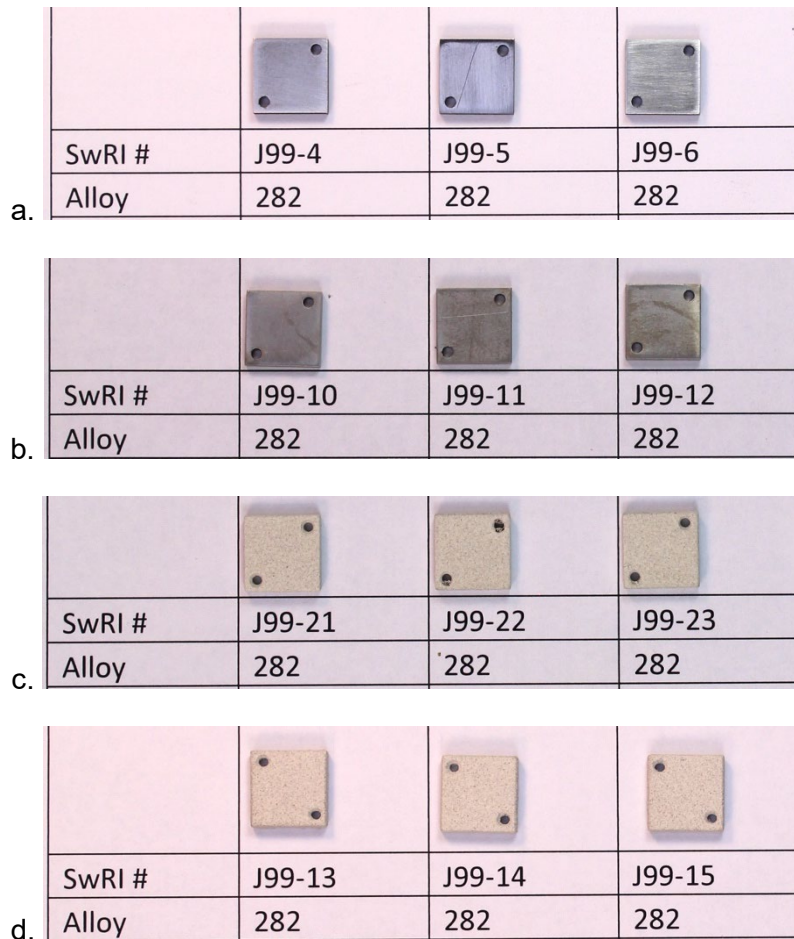 SwRI # J99-4 J99-5 J99-6
a. Alloy 282 282 282
SwRI # J99-10 J99-11 J99-12
b. Alloy 282 282 282
SwRI # J99-21 J99-22 J99-23
c. Alloy 282 282 282
SwRI # J99-13 J99-14 J99-15
d. Alloy 282 282 282